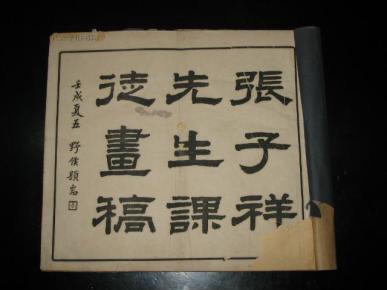 張子祥
先生課
徒畫稿
壬戌夏五 野侯題耑